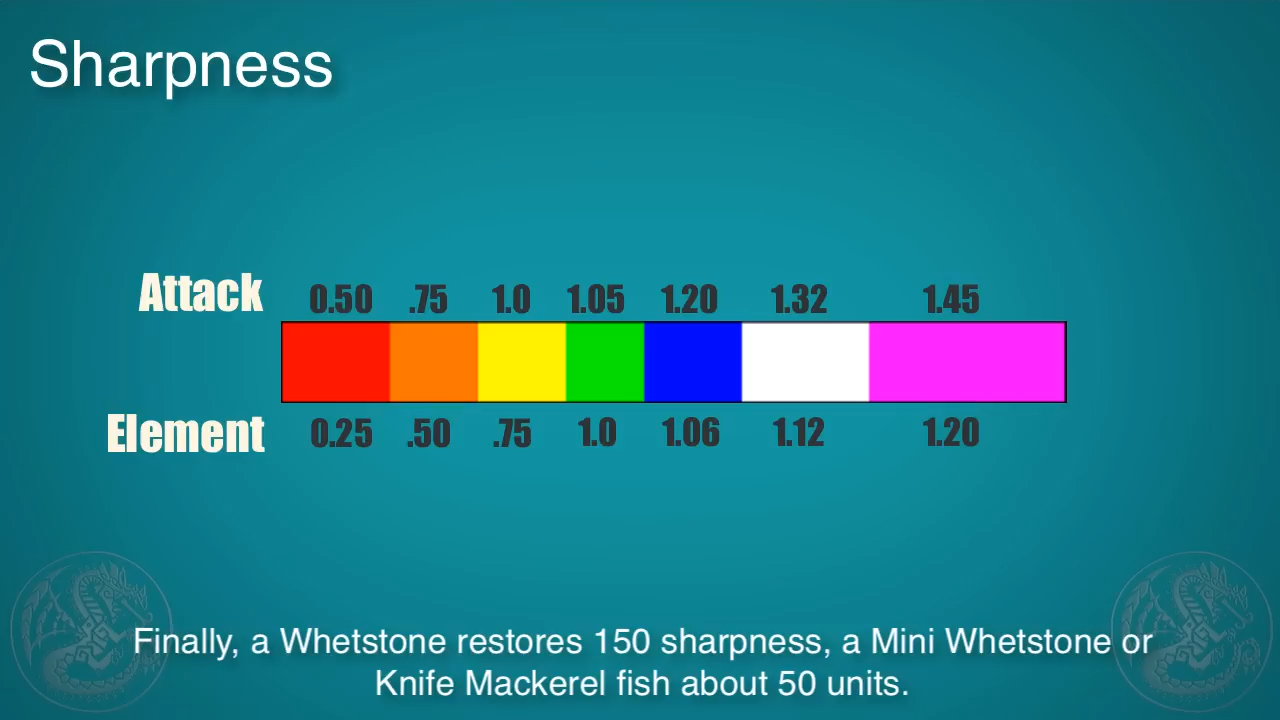 Sharpness
Attack 0.50 .75 1.0 1.05 1.20 1.32 1.45
Element 0.25 .50 .75 1.0 1.06 1.12 1.20
Finally, a Whetstone restores 150 sharpness, a Mini Whetstone or
Knife Mackerel fish about 50 units.